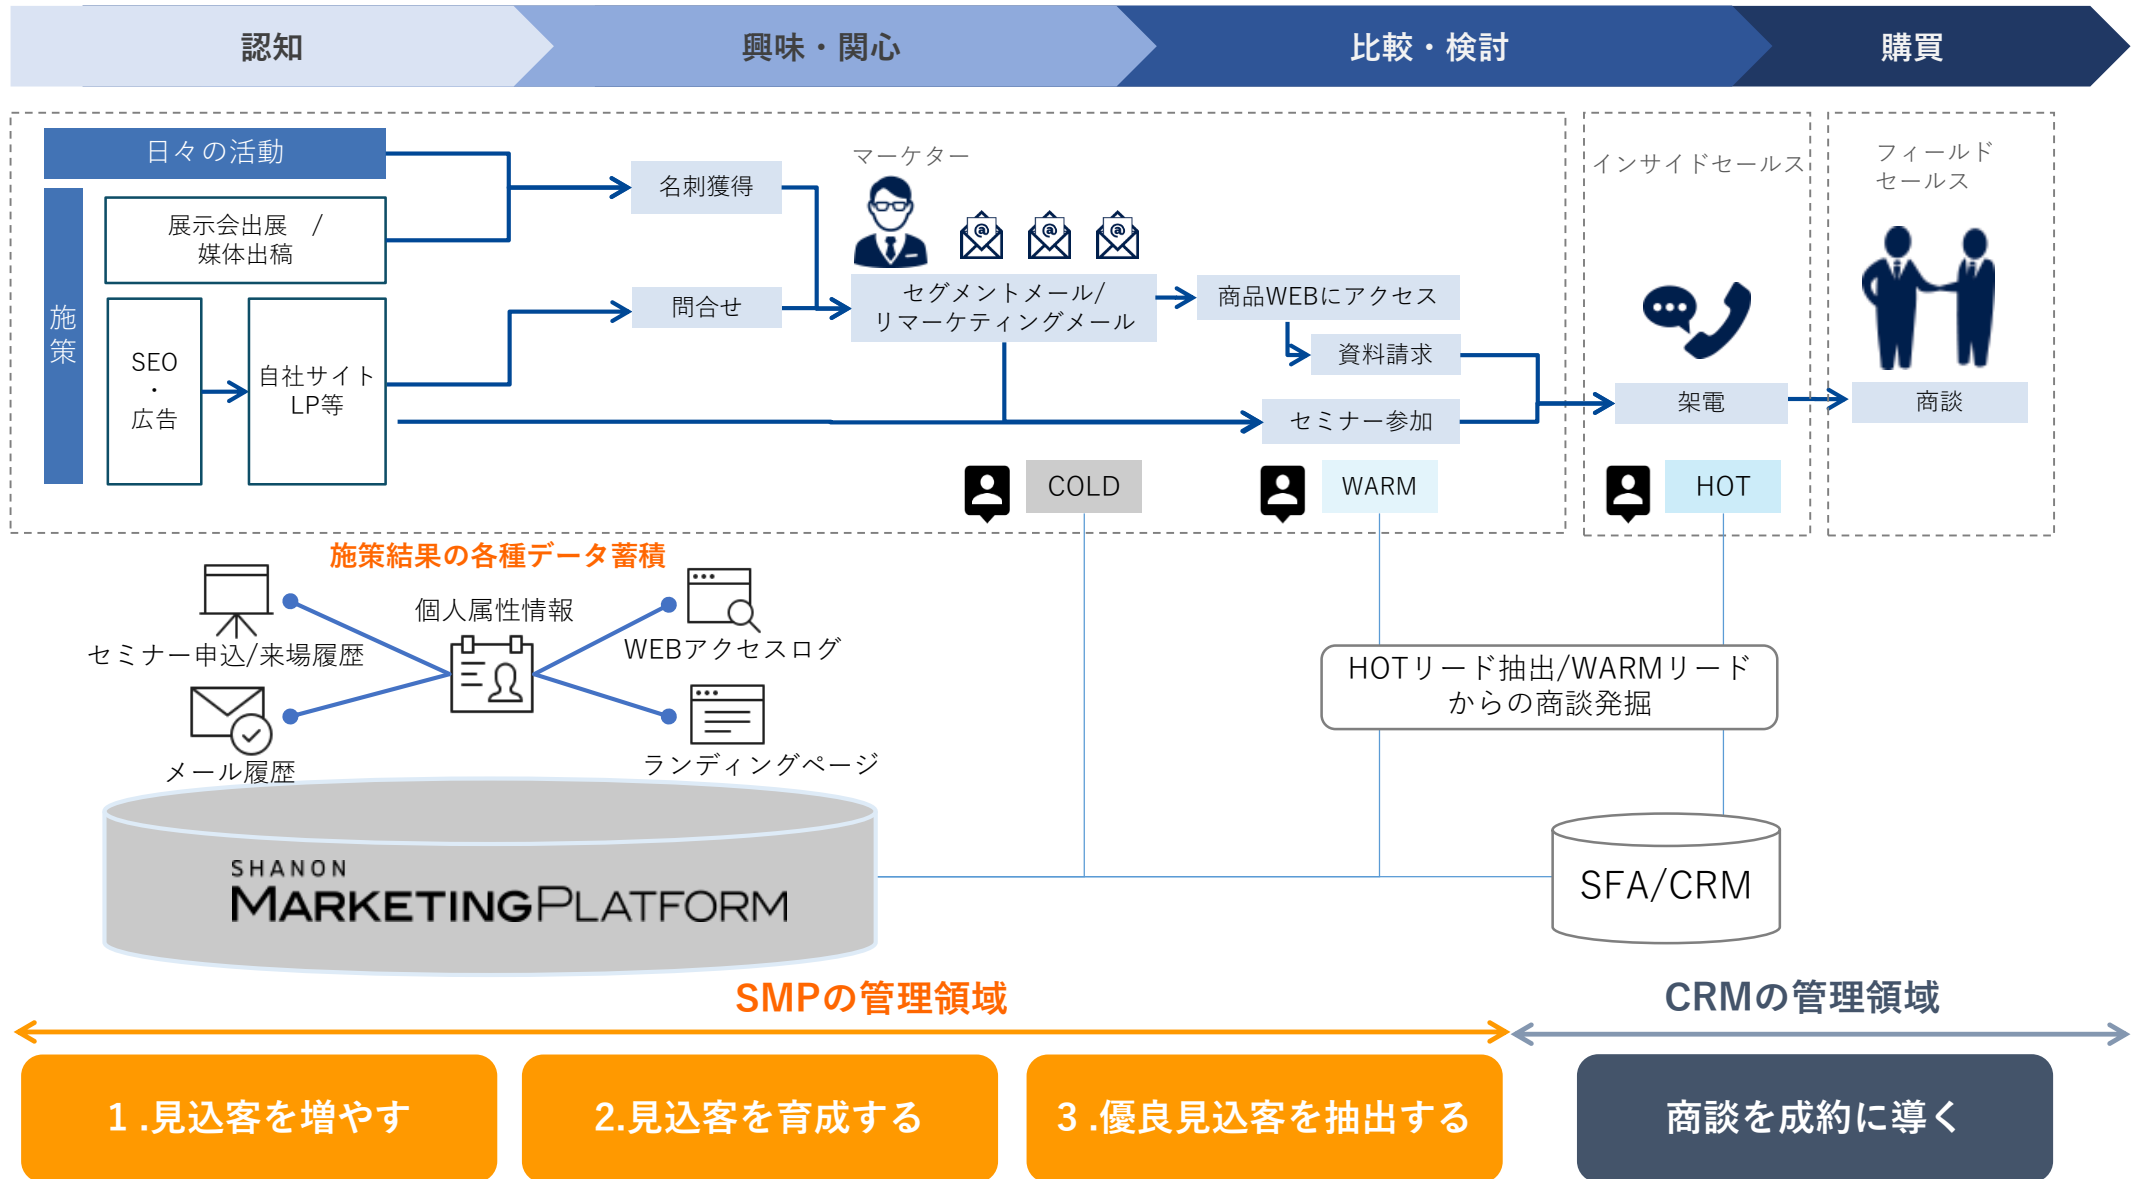 認知
興味・関心
比較・検討
購買
日々の活動
施策
展示会出展　/
媒体出稿
SEO
・
広告
自社サイト
LP等
名刺獲得
問合せ
マーケター
@ @ @
セグメントメール/
リマーケティングメール
商品WEBにアクセス
資料請求
セミナー参加
インサイドセールス
架電
フィールド
セールス
商談
COLD
WARM
HOT
施策結果の各種データ蓄積
個人属性情報
セミナー申込/来場履歴
WEBアクセスログ
メール履歴
ランディングページ
HOTリード抽出/WARMリード
からの商談発掘
SHANON
MARKETINGPLATFORM
SFA/CRM
SMPの管理領域
CRMの管理領域
1 .見込客を増やす
2.見込客を育成する
3 .優良見込客を抽出する
商談を成約に導く